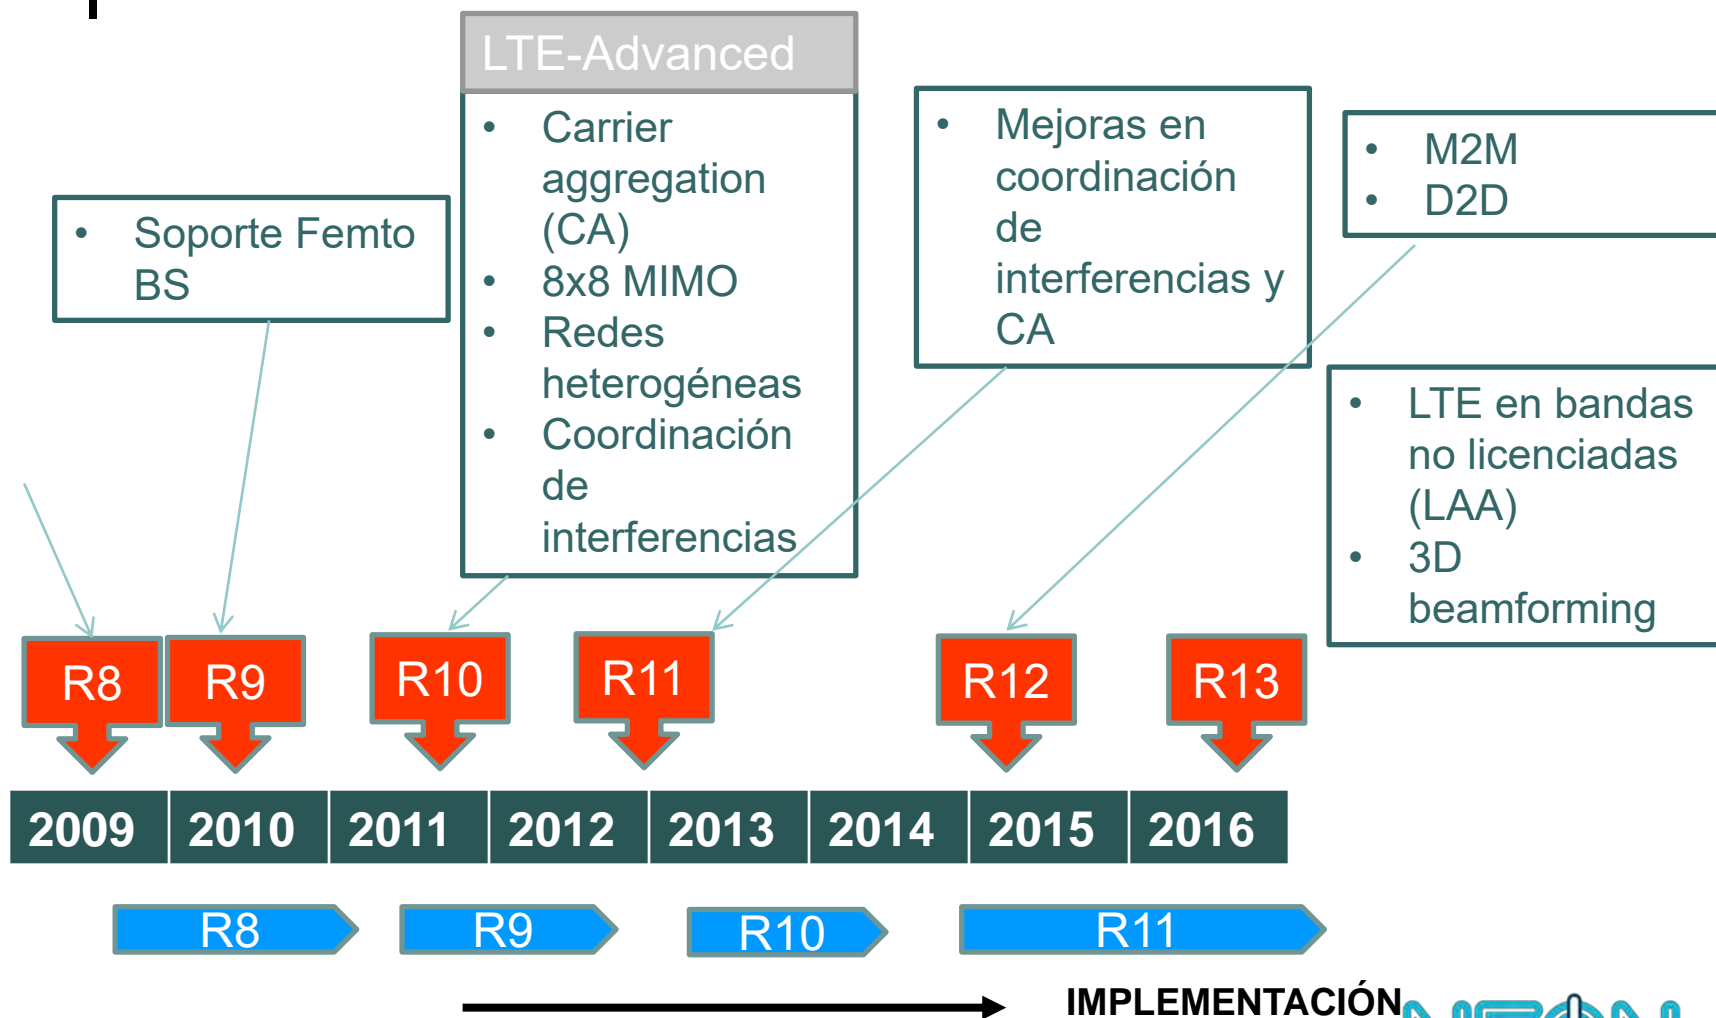 LTE-Advanced
• Carrier
aggregation
(CA)
• 8x8 MIMO
• Redes
heterogéneas
• Coordinación
de
interferencias
• Soporte Femto
BS
• Mejoras en
coordinación
de
interferencias y
CA
• M2M
• D2D
• LTE en bandas
no licenciadas
(LAA)
• 3D
beamforming
R8 R9 R10 R11 R12 R13
2009 2010 2011 2012 2013 2014 2015 2016
R8 R9 R10 R11
IMPLEMENTACIÓN